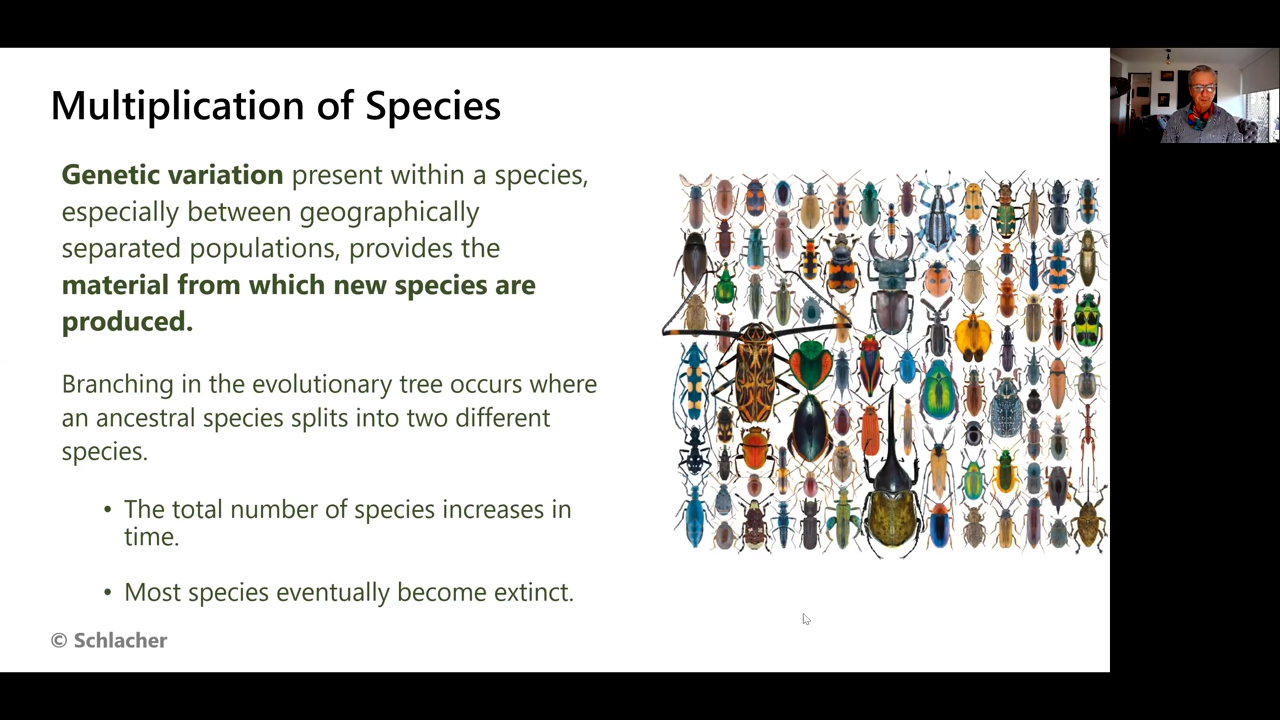 Multiplication of Species
Genetic variation present within a species,
especially between geographically
separated populations, provides the
material from which new species are
produced.
Branching in the evolutionary tree occurs where
an ancestral species splits into two different
species.
• The total number of species increases in
time.
• Most species eventually become extinct.
© Schlacher